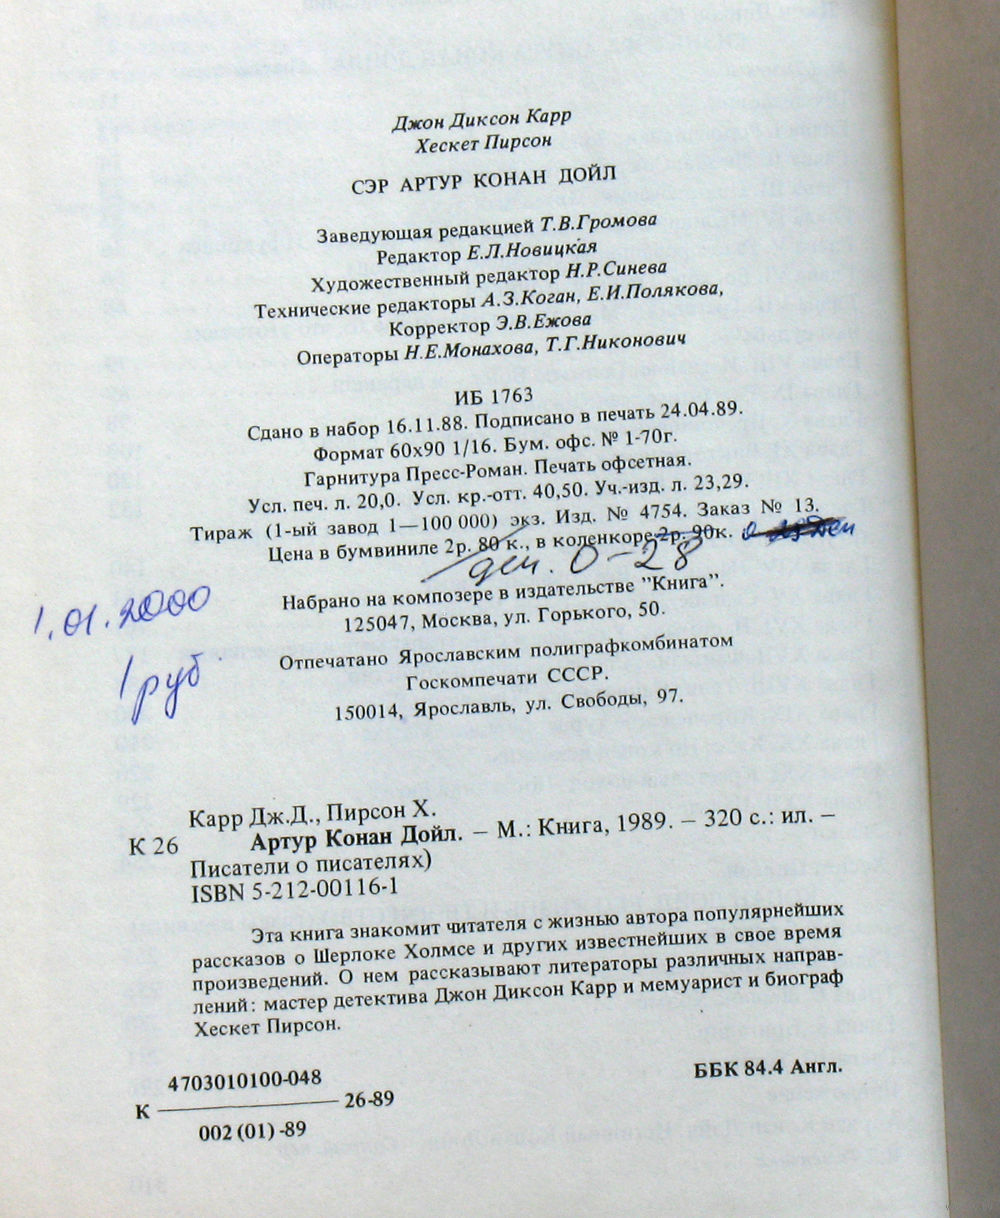 Джон Диксон Карр
Хескет Пирсон
СЭР АРТУР КОНАН ДОЙЛ
Заведующая редакцией Т.В.Громова
Редактор Е.Л.Новицкая
Художественный редактор Н.Р.Синева
Технические редакторы А.З.Коган, Е.И.Полякова,
Корректор Э.В.Ежова
Операторы Н.Е.Монахова, Т.Г.Никонович
ИБ 1763
Сдано в набор 16.11.88. Подписано в печать 24.04.89.
Формат 60х90 1/16. Бум. офс. № 1-70г.
Гарнитура Пресс-Роман. Печать офсетная.
Усл. печ. л. 20,0. Усл. кр.-отт. 40,50. Уч.-изд. л. 23,29.
Тираж (1-ый завод 1—100 000) экз. Изд. № 4754. Заказ № 13.
Цена в бумвиниле 2р. 80 к., в коленкоре 2р. 90к.
0-28
Набрано на композере в издательстве "Книга".
125047, Москва, ул. Горького, 50.
1.01.2000
1 руб
Отпечатано Ярославским полиграфкомбинатом
Госкомпечати СССР.
150014, Ярославль, ул. Свободы, 97.
Карр Дж.Д., Пирсон Х.
К 26 Артур Конан Дойл. – М.: Книга, 1989. – 320 с.: ил. –
Писатели о писателях)
ISBN 5-212-00116-1
Эта книга знакомит читателя с жизнью автора популярнейших
рассказов о Шерлоке Холмсе и других известнейших в свое время
произведений. О нем рассказывают литераторы различных направ-
лений: мастер детектива Джон Диксон Карр и мемуарист и биограф
Хескет Пирсон.
4703010100-048
К 26-89
002 (01) -89
ББК 84.4 Англ.